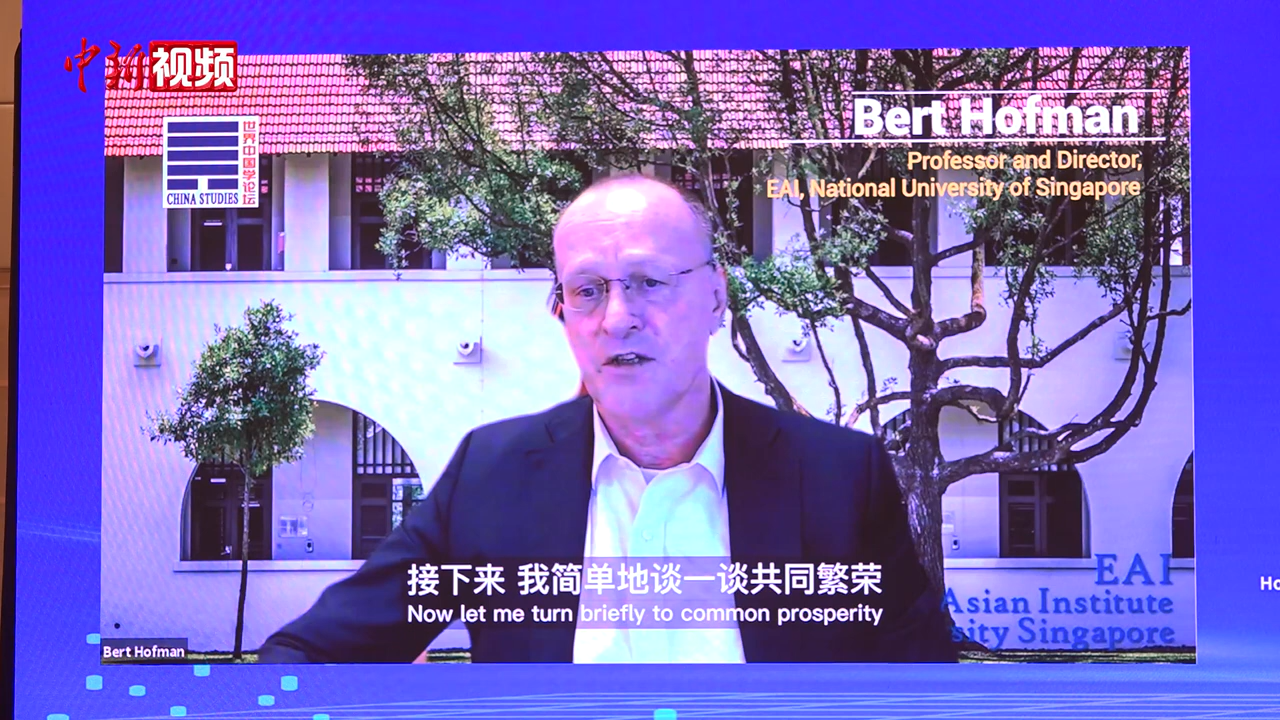 中新视频
世界中国学论坛
CHINA STUDIES
Bert Hofman
Professor and Director,
EAI, National University of Singapore
接下来 我简单地谈一谈共同繁荣
Now let me turn briefly to common prosperity
EAI
Asian Institute
sity Singapore
Bert Hofman
Ho